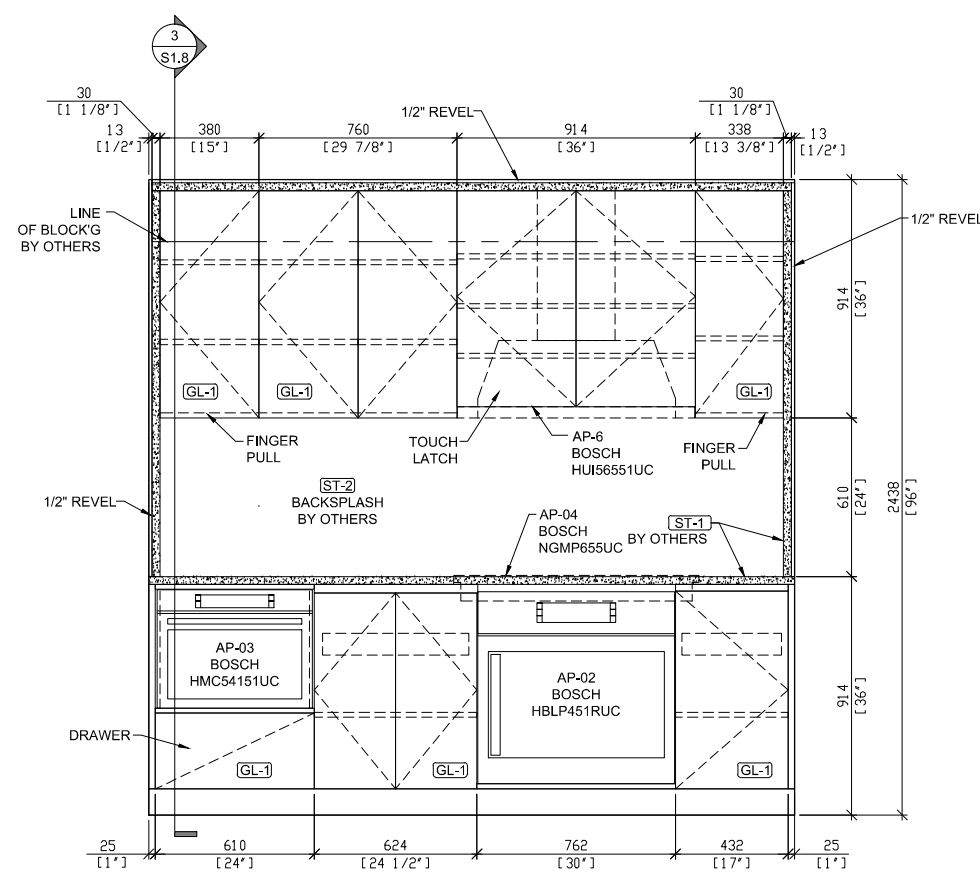 3
S1.8
30
[1 1/8"]
13
[1/2"]
380
[15"]
760
[29 7/8"]
1/2" REVEL
914
[36"]
338
[13 3/8"]
30
[1 1/8"]
13
[1/2"]
LINE
OF BLOCK'G
BY OTHERS
1/2" REVEL
914
[36"]
GL-1
GL-1
GL-1
FINGER
PULL
TOUCH
LATCH
AP-6
BOSCH
HUI56551UC
FINGER
PULL
1/2" REVEL
ST-2
BACKSPLASH
BY OTHERS
AP-04
BOSCH
NGMP655UC
ST-1
BY OTHERS
610
[24"]
2438
[96"]
AP-03
BOSCH
HMC54151UC
AP-02
BOSCH
HBLP451RUC
914
[36"]
DRAWER
GL-1
GL-1
GL-1
25
[1"]
610
[24"]
624
[24 1/2"]
762
[30"]
432
[17"]
25
[1"]